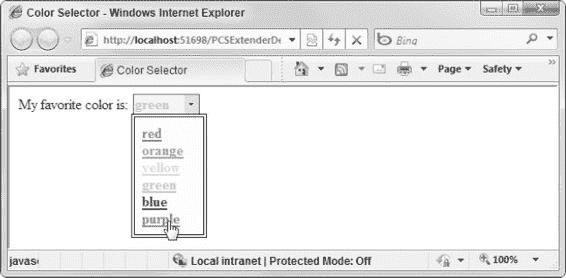 Color Selector - Windows Internet Explorer
http://localhost:51698/PCSExtenderDe
Bing
Favorites
Color Selector
Page
Safety
»
My favorite color is: green
red
orange
yellow
green
blue
purple
javas
Local intranet | Protected Mode: Off
100%